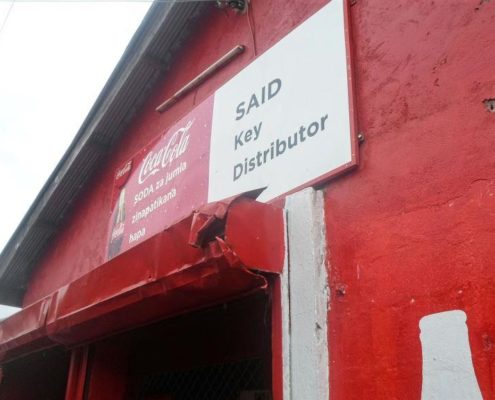 Coca-Cola
SODA za jumla
zinapatikana
hapa
SAID
Key
Distributor